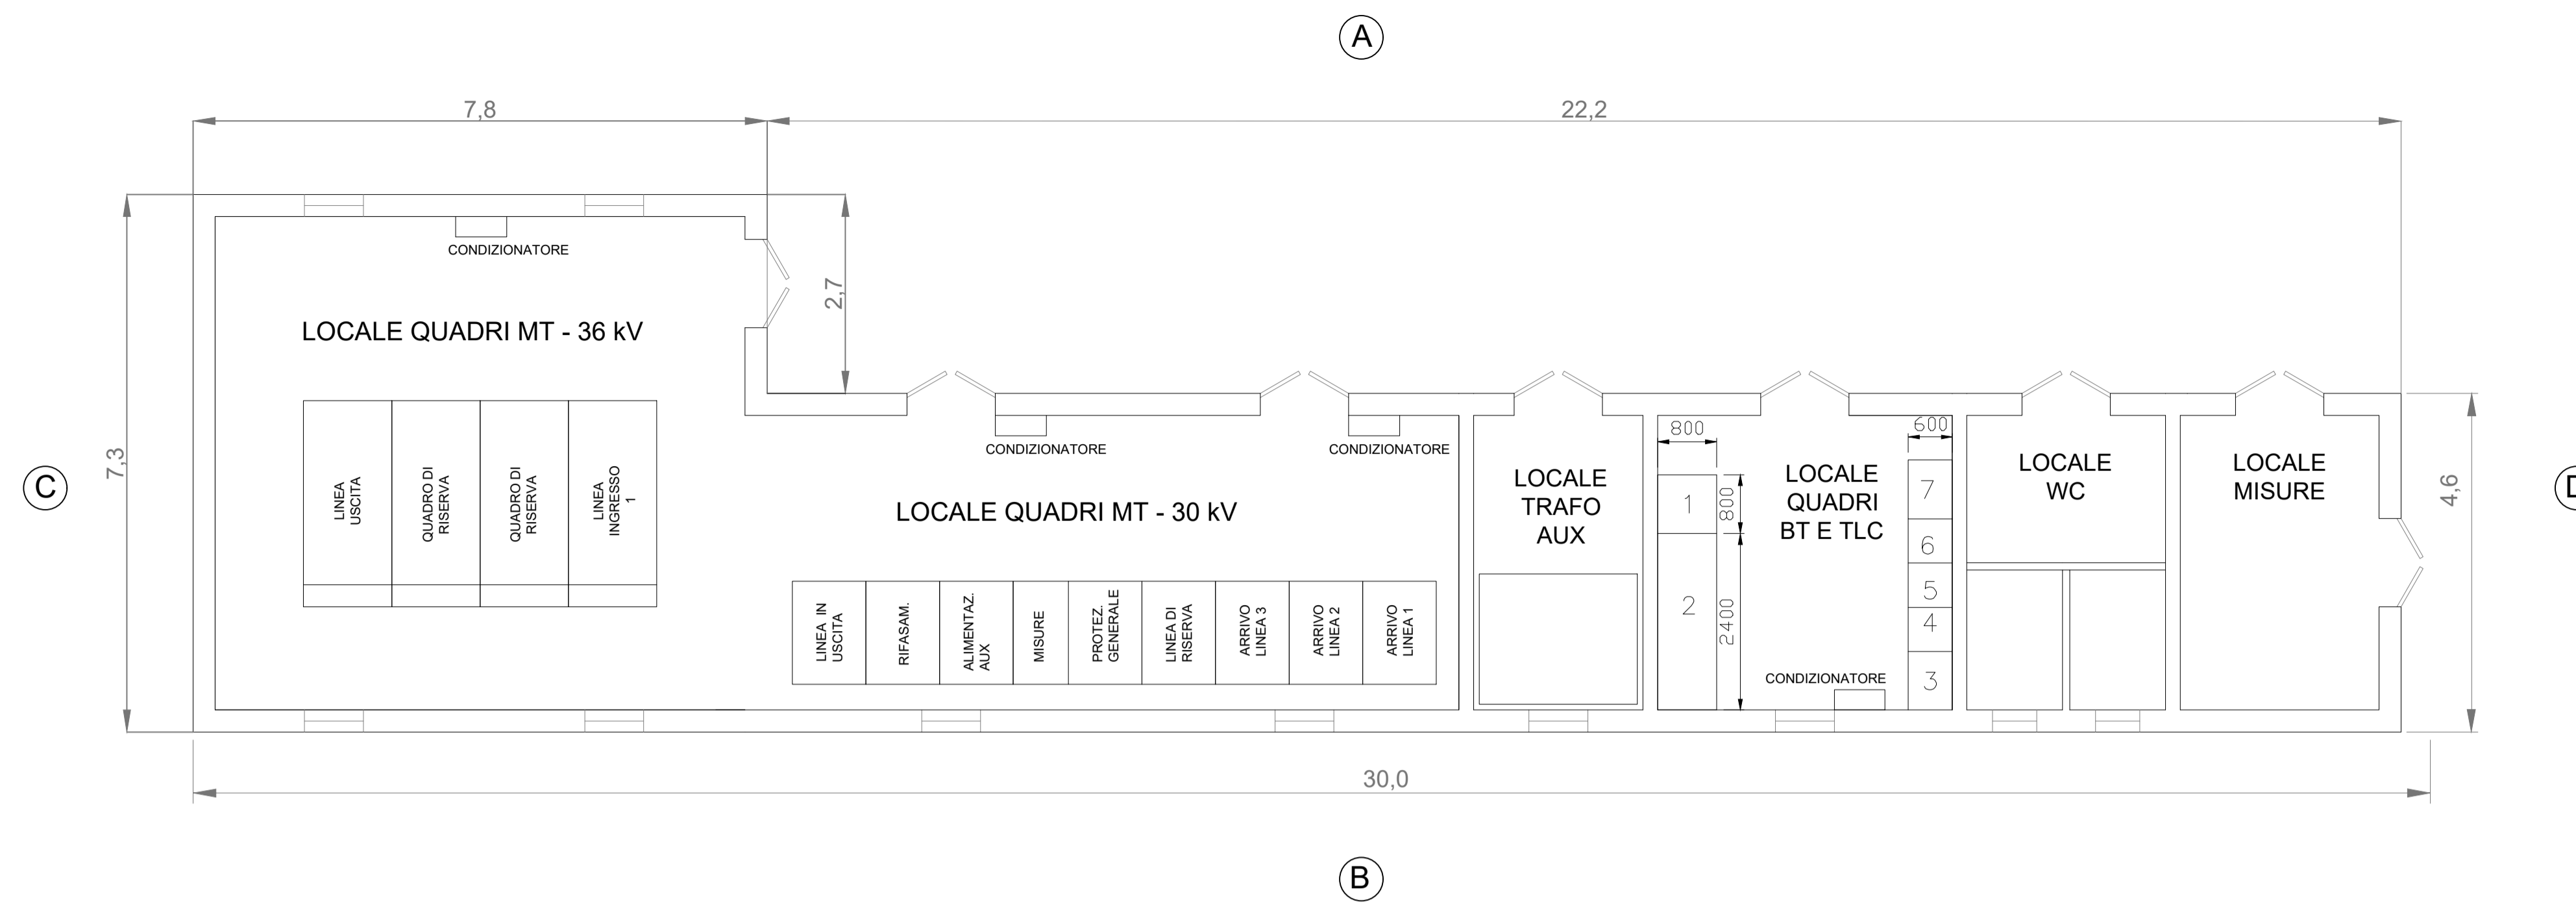 A
7,8
22,2
CONDIZIONATORE
2,7
LOCALE QUADRI MT - 36 kV
7,3
C
LINEA
USCITA
QUADRO DI
RISERVA
QUADRO DI
RISERVA
LINEA
INGRESSO
1
CONDIZIONATORE
CONDIZIONATORE
LOCALE QUADRI MT - 30 kV
LINEA IN
USCITA
RIFASAM.
ALIMENTAZ.
AUX
MISURE
PROTEZ.
GENERALE
LINEA DI
RISERVA
ARRIVO
LINEA 3
ARRIVO
LINEA 2
ARRIVO
LINEA 1
LOCALE
TRAFO
AUX
800
1
800
2
2400
LOCALE
QUADRI
BT E TLC
CONDIZIONATORE
600
7
6
5
4
3
LOCALE
WC
LOCALE
MISURE
4,6
30,0
B